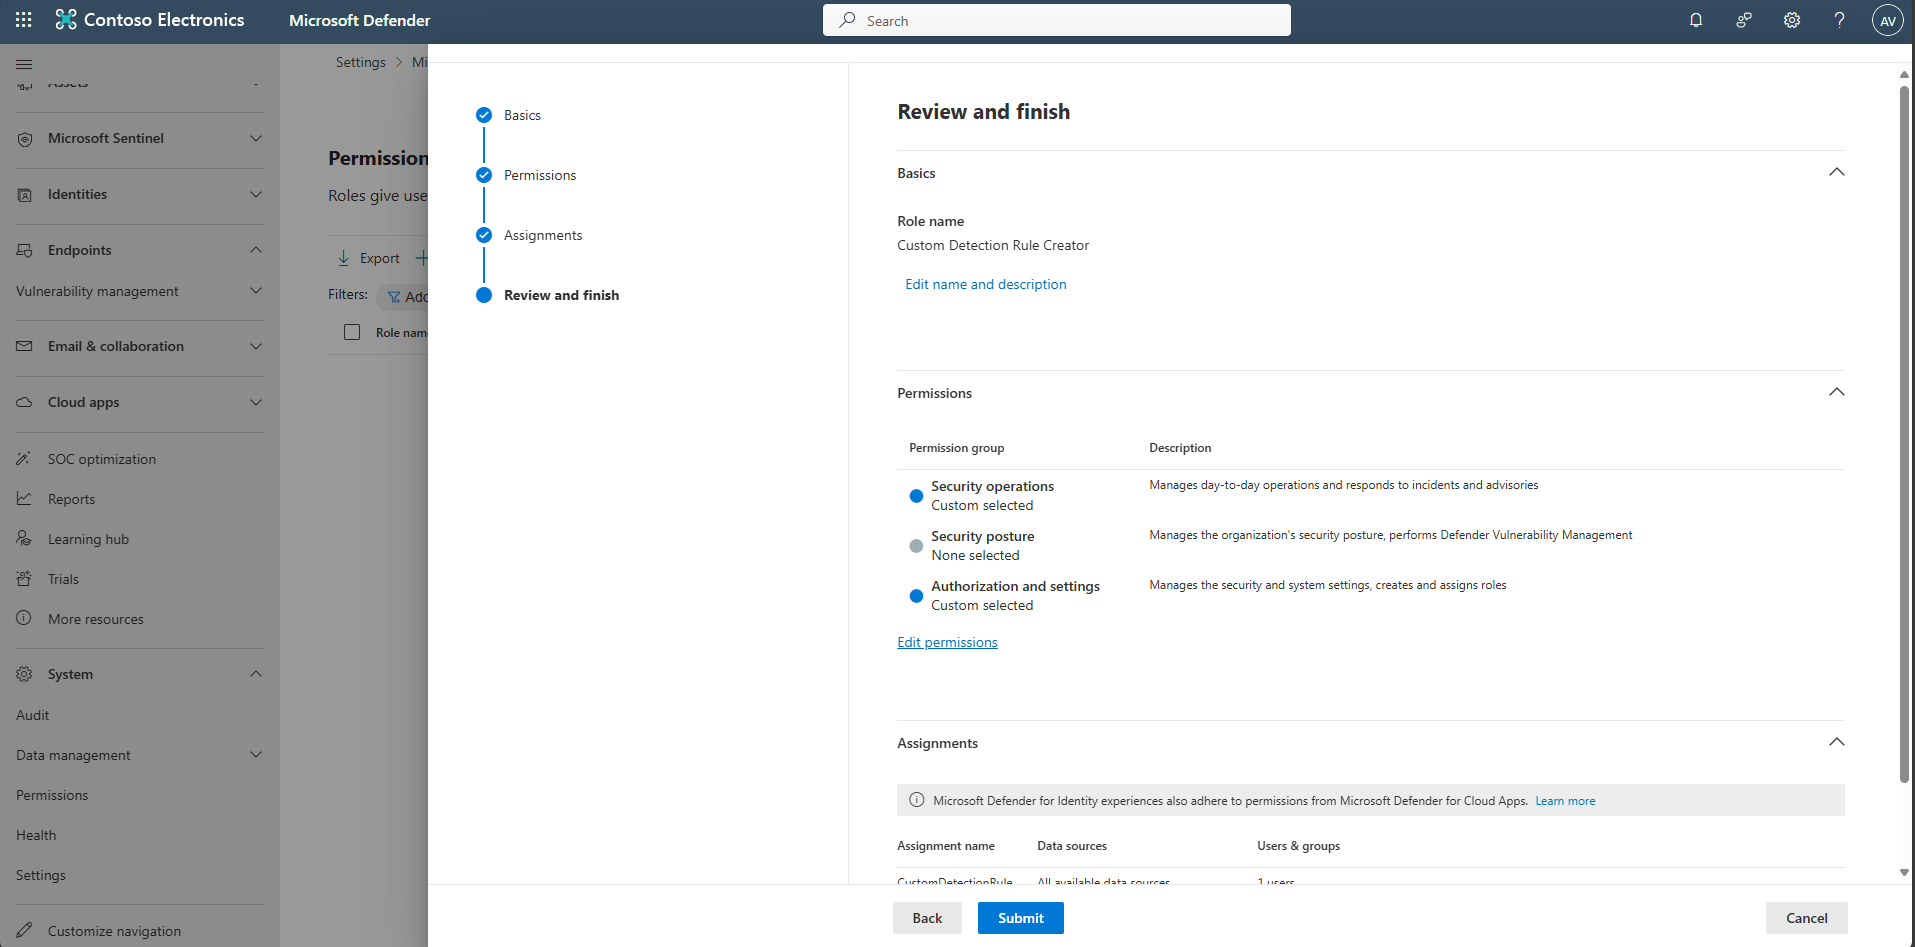 Contoso Electronics
Microsoft Defender
Search
AV
Assets
Microsoft Sentinel
Identities
Endpoints
Vulnerability management
Email & collaboration
Cloud apps
SOC optimization
Reports
Learning hub
Trials
More resources
System
Audit
Data management
Permissions
Health
Settings
Customize navigation
Settings > Mi
Permission
Roles give use
Export
Filters: Add
Role nam
Basics
Permissions
Assignments
Review and finish
Review and finish
Basics
Role name
Custom Detection Rule Creator
Edit name and description
Permissions
Permission group Description
Security operations Manages day-to-day operations and responds to incidents and advisories
Custom selected
Security posture Manages the organization's security posture, performs Defender Vulnerability Management
None selected
Authorization and settings Manages the security and system settings, creates and assigns roles
Custom selected
Edit permissions
Assignments
Microsoft Defender for Identity experiences also adhere to permissions from Microsoft Defender for Cloud Apps. Learn more
Assignment name Data sources Users & groups
CustomDetectionRule All available data sources 1 users
Back
Submit
Cancel